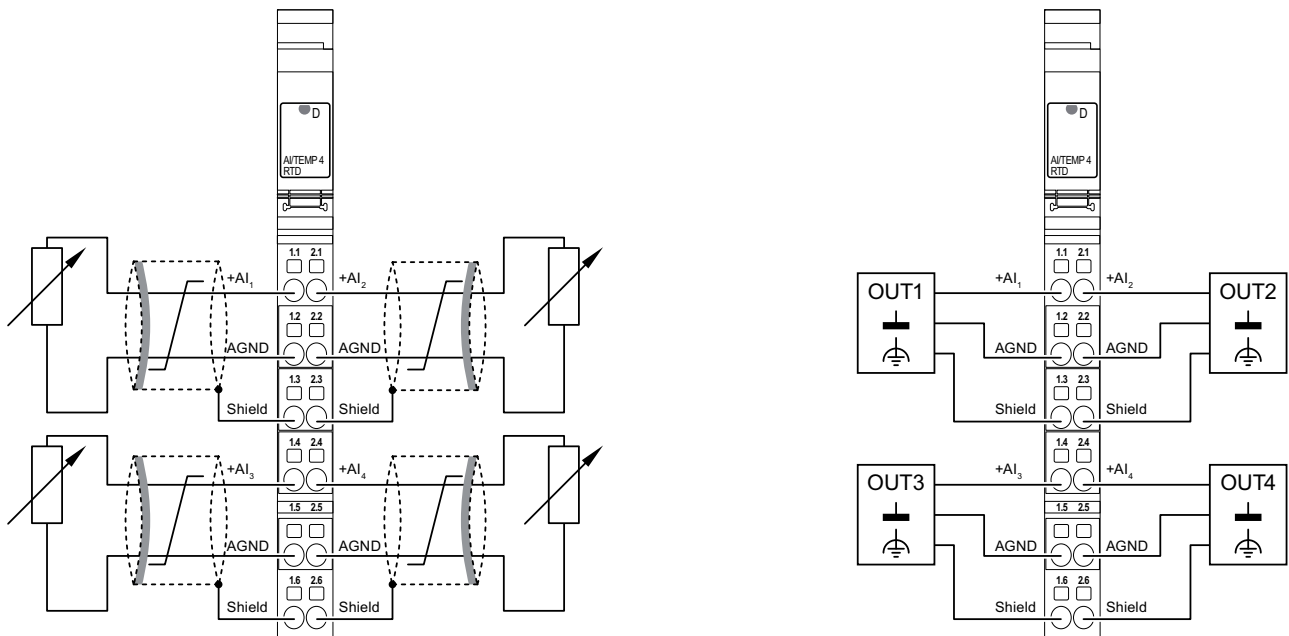 D
AI/TEMP 4
RTD
1.1 2.1
+AI1 +AI2
1.2 2.2
AGND AGND
1.3 2.3
Shield Shield
1.4 2.4
+AI3 +AI4
1.5 2.5
AGND AGND
1.6 2.6
Shield Shield
D
AI/TEMP 4
RTD
1.1 2.1
OUT1 +AI1 +AI2 OUT2
1.2 2.2
AGND AGND
1.3 2.3
Shield Shield
1.4 2.4
OUT3 +AI3 +AI4 OUT4
1.5 2.5
AGND AGND
1.6 2.6
Shield Shield